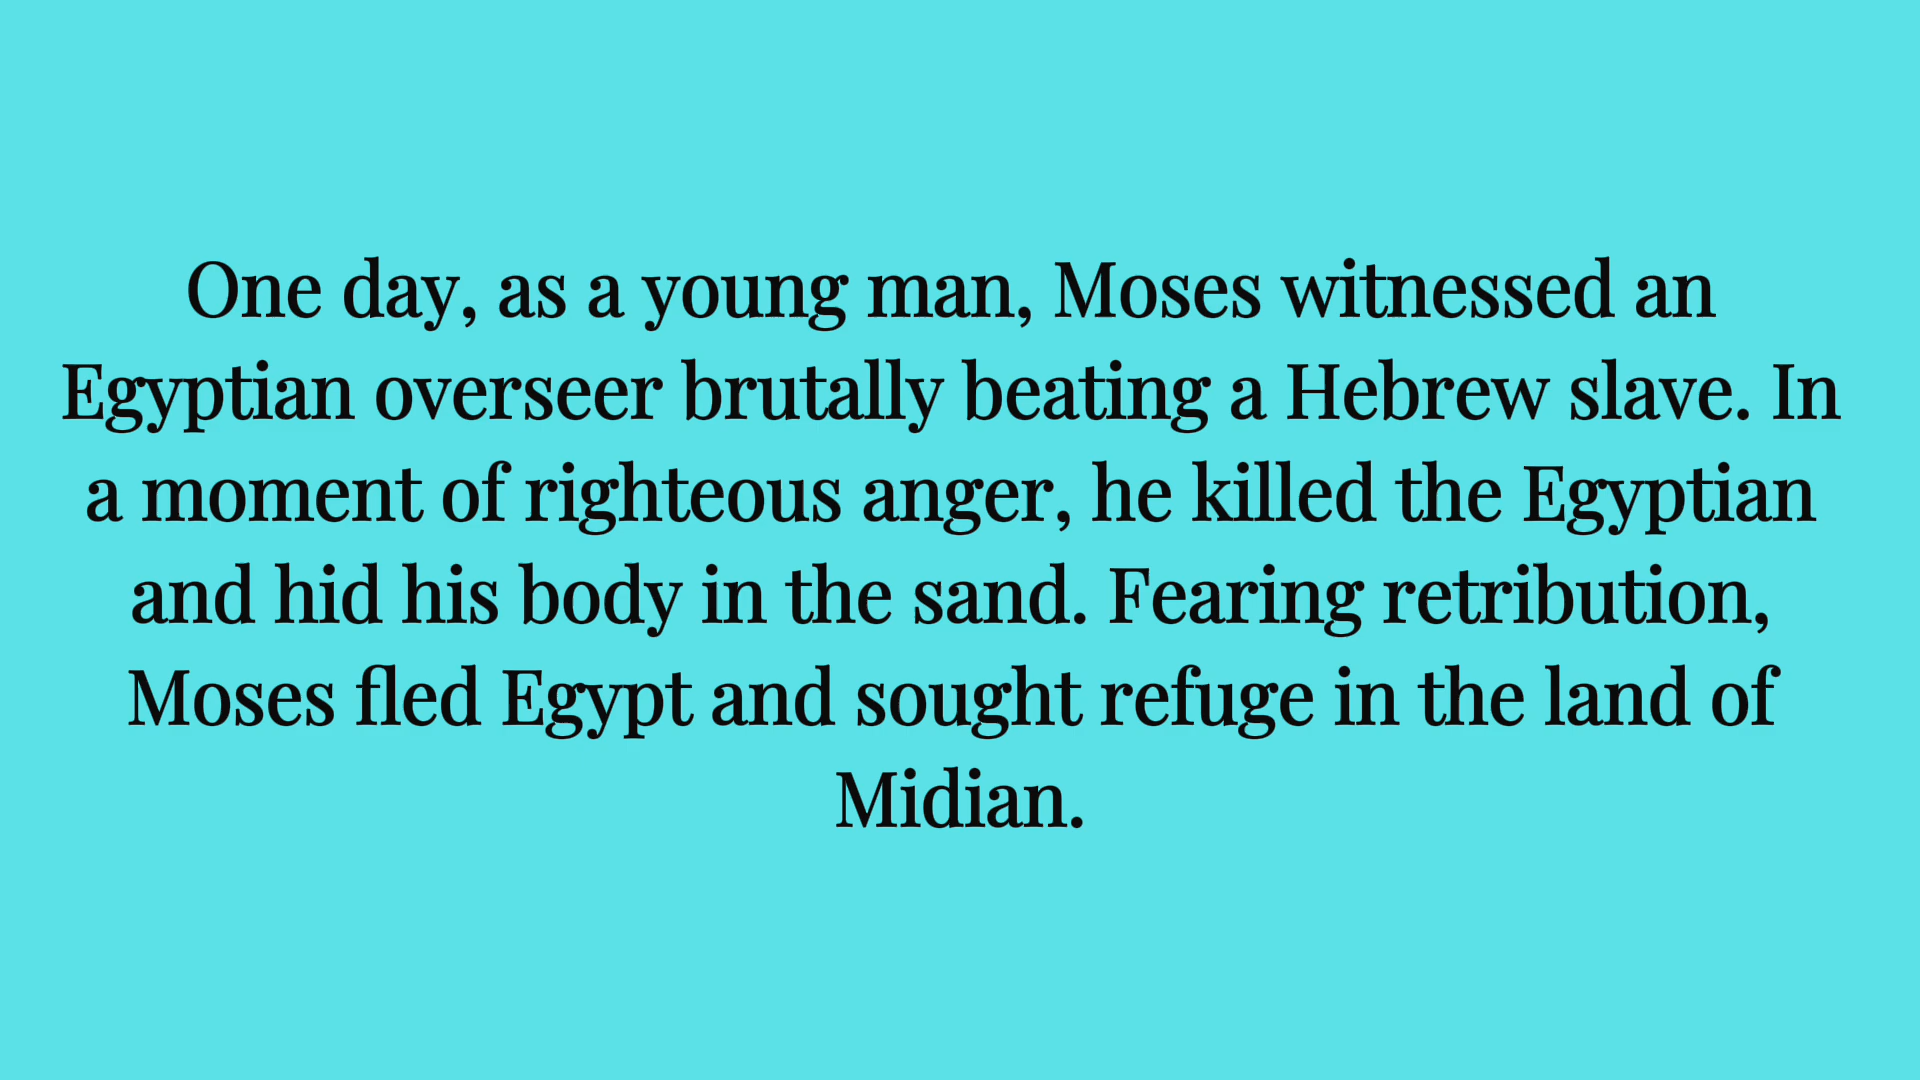 One day, as a young man, Moses witnessed an
Egyptian overseer brutally beating a Hebrew slave. In
a moment of righteous anger, he killed the Egyptian
and hid his body in the sand. Fearing retribution,
Moses fled Egypt and sought refuge in the land of
Midian.